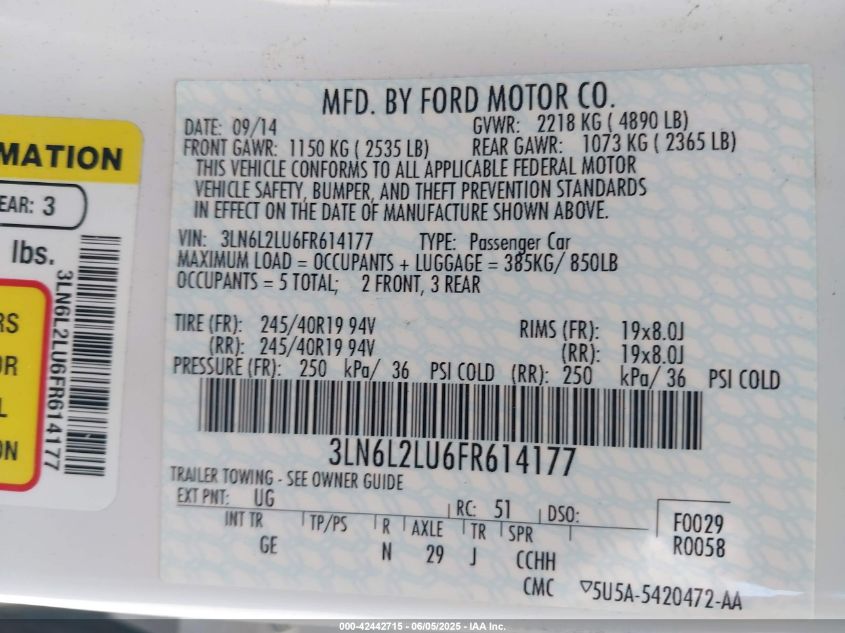 MFD. BY FORD MOTOR CO.
DATE: 09/14 GVWR: 2218 KG ( 4890 LB)
FRONT GAWR: 1150 KG ( 2535 LB) REAR GAWR: 1073 KG ( 2365 LB)
THIS VEHICLE CONFORMS TO ALL APPLICABLE FEDERAL MOTOR
VEHICLE SAFETY, BUMPER, AND THEFT PREVENTION STANDARDS
IN EFFECT ON THE DATE OF MANUFACTURE SHOWN ABOVE.
VIN: 3LN6L2LU6FR614177 TYPE: Passenger Car
MAXIMUM LOAD = OCCUPANTS + LUGGAGE = 385KG/ 850LB
OCCUPANTS = 5 TOTAL; 2 FRONT, 3 REAR
TIRE (FR): 245/40R19 94V RIMS (FR): 19x8.0J
(RR): 245/40R19 94V (RR): 19x8.0J
PRESSURE (FR): 250 kPa/ 36 PSI COLD (RR): 250 kPa/ 36 PSI COLD
3LN6L2LU6FR614177
TRAILER TOWING - SEE OWNER GUIDE
EXT PNT: UG RC: 51 DSO:
INT TR TP/PS R AXLE TR SPR
GE N 29 J CCHH
F0029
R0058
CMC ▽5U5A-5420472-AA
MATION
EAR: 3
lbs.
RS
OR
L
ON
3LN6L2LU6FR614177
000-42442715 - 06/05/2025 - IAA Inc.